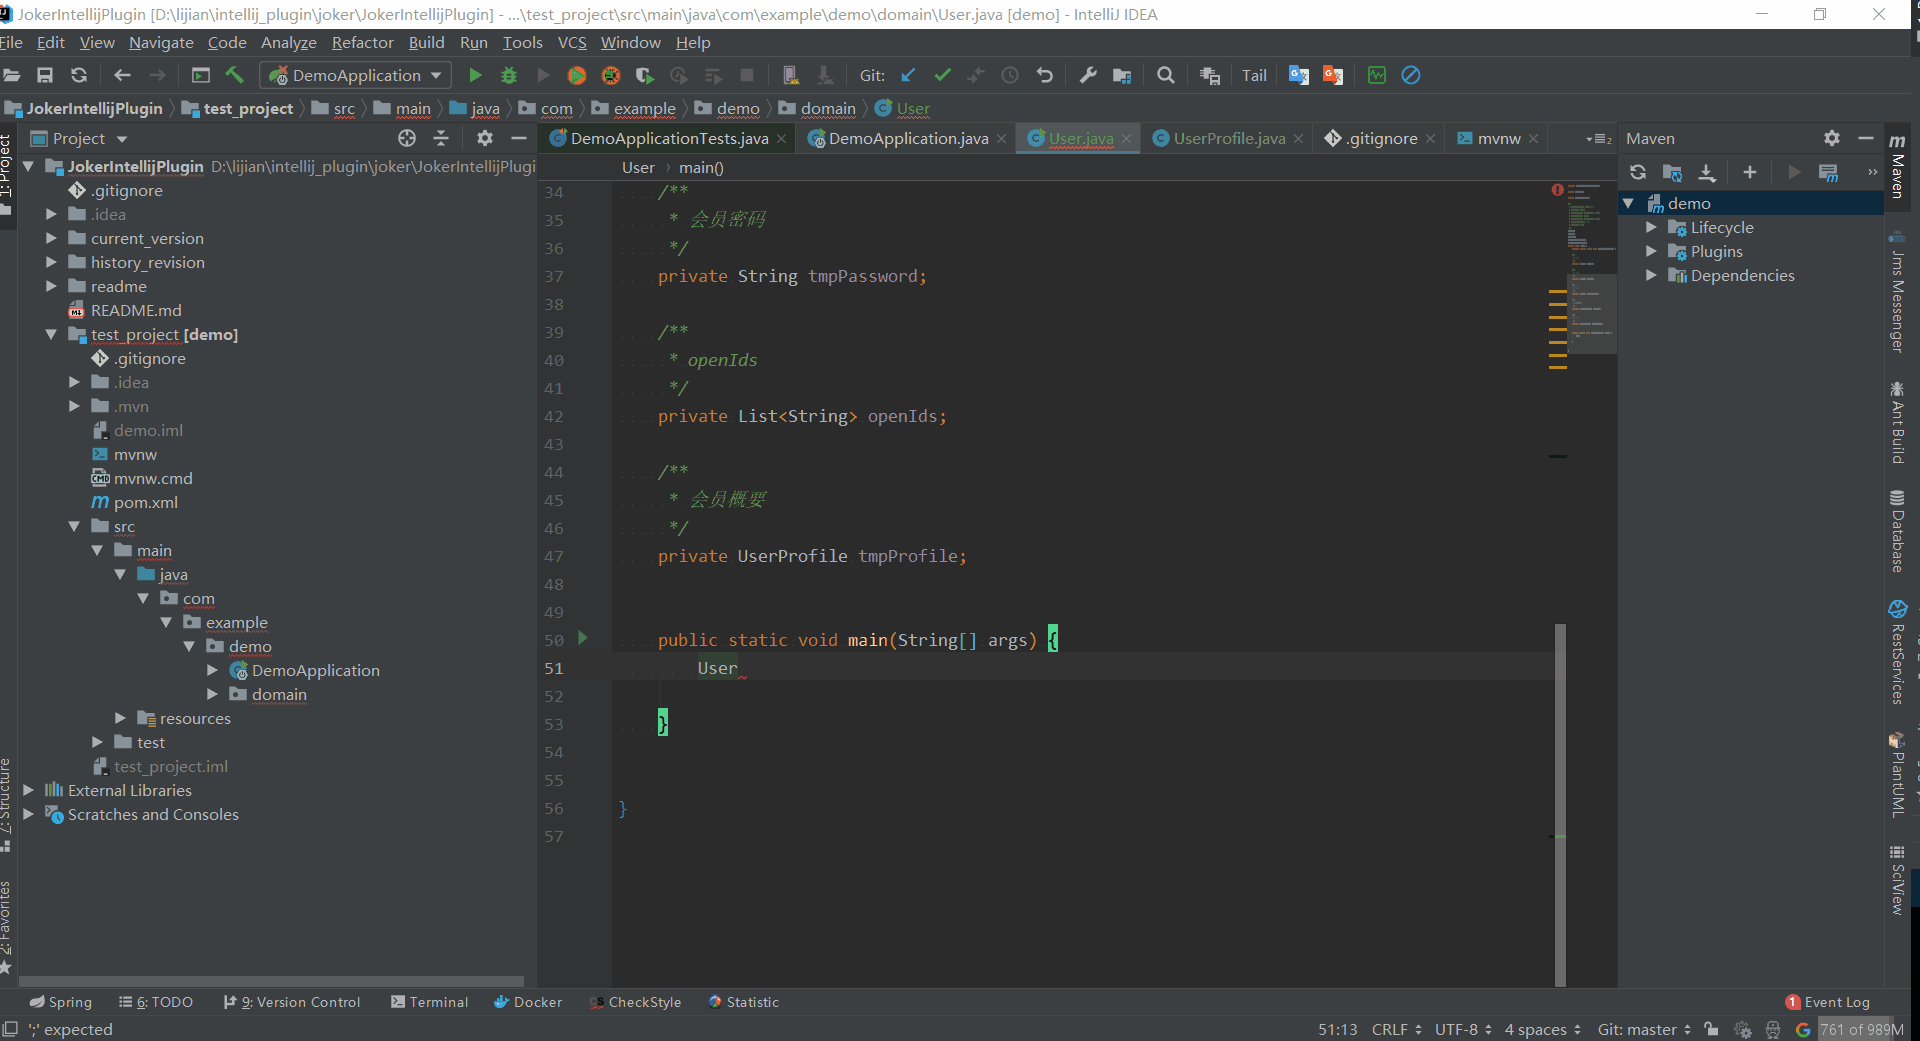 JokerIntellijPlugin [D:\lijian\intellij_plugin\joker\JokerIntellijPlugin] - ...\test_project\src\main\java\com\example\demo\domain\User.java [demo] - IntelliJ IDEA
File Edit View Navigate Code Analyze Refactor Build Run Tools VCS Window Help
DemoApplication Git: Tail
JokerIntellijPlugin test_project src main java com example demo domain User
Project
DemoApplicationTests.java DemoApplication.java User.java UserProfile.java .gitignore mvnw
Maven
User main()
JokerIntellijPlugin D:\lijian\intellij_plugin\joker\JokerIntellijPlugi
.gitignore
.idea
current_version
history_revision
readme
README.md
test_project [demo]
.gitignore
.idea
.mvn
demo.iml
mvnw
mvnw.cmd
pom.xml
src
main
java
com
example
demo
DemoApplication
domain
resources
test
test_project.iml
External Libraries
Scratches and Consoles
34 /**
35 * 会员密码
36 */
37 private String tmpPassword;
38
39 /**
40 * openIds
41 */
42 private List<String> openIds;
43
44 /**
45 * 会员概要
46 */
47 private UserProfile tmpProfile;
48
49
50 public static void main(String[] args) {
51 User
52
53 }
54
55
56 }
57
demo
Lifecycle
Plugins
Dependencies
1: Project
7: Structure
2: Favorites
Maven
Jms Messenger
Ant Build
Database
RestServices
PlantUML
SciView
Spring 6: TODO 9: Version Control Terminal Docker CheckStyle Statistic 1 Event Log
';' expected 51:13 CRLF UTF-8 4 spaces Git: master 761 of 989M